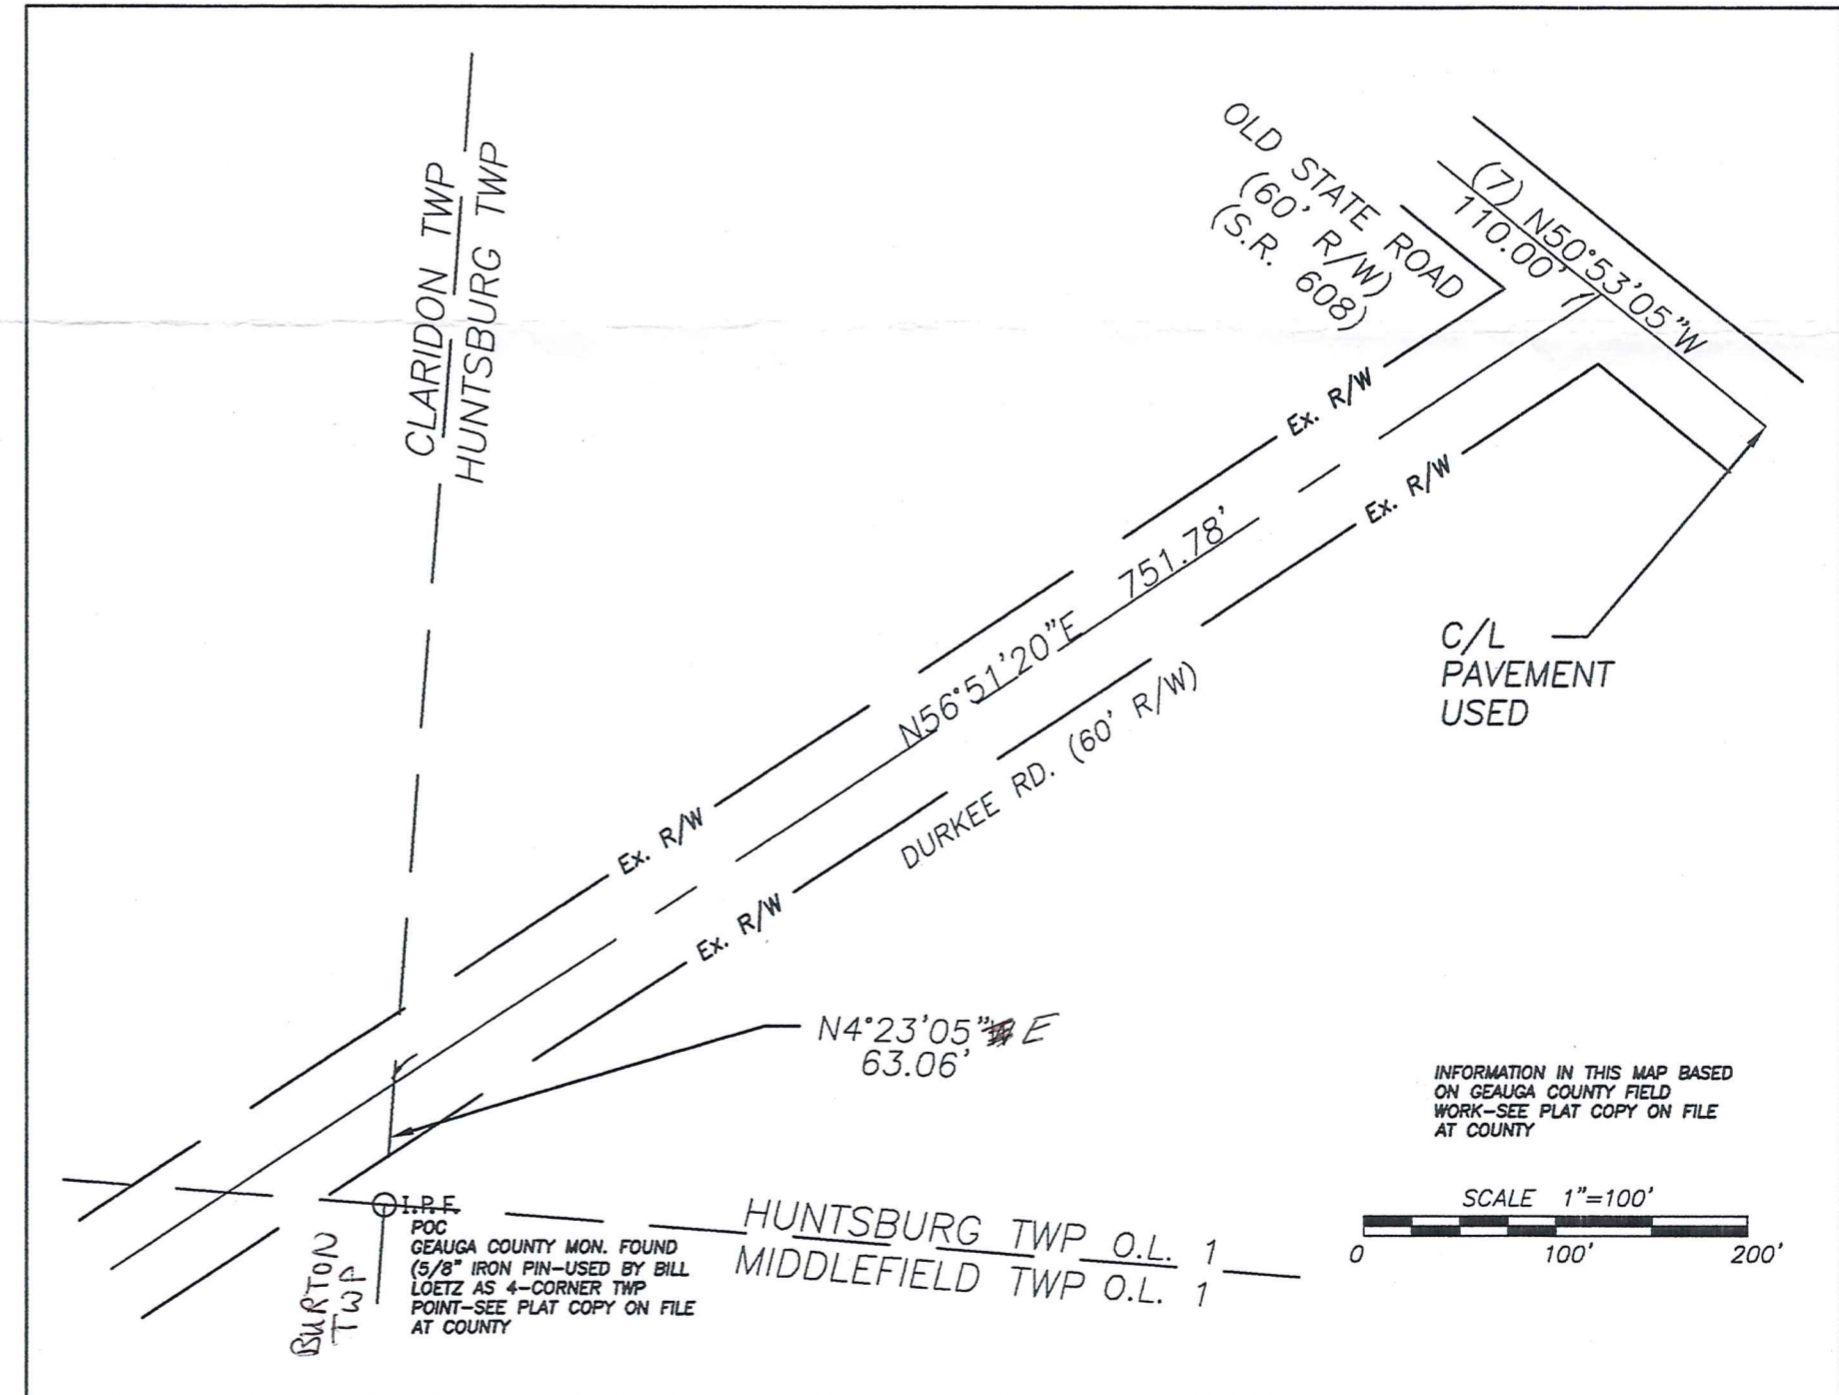 CLARIDON TWP
HUNTSBURG TWP
OLD STATE ROAD
(60' R/W)
(S.R. 608)
(7) N50°53'05"W
110.00'
Ex. R/W
Ex. R/W
N56°51'20"E 751.78'
C/L
PAVEMENT
USED
DURKEE RD. (60' R/W)
Ex. R/W
Ex. R/W
N4°23'05" E
63.06'
INFORMATION IN THIS MAP BASED
ON GEAUGA COUNTY FIELD
WORK-SEE PLAT COPY ON FILE
AT COUNTY
SCALE 1"=100'
0 100' 200'
I.P.F.
POC
GEAUGA COUNTY MON. FOUND
(5/8" IRON PIN-USED BY BILL
LOETZ AS 4-CORNER TWP
POINT-SEE PLAT COPY ON FILE
AT COUNTY
HUNTSBURG TWP O.L. 1
MIDDLEFIELD TWP O.L. 1
BURTON
TWP